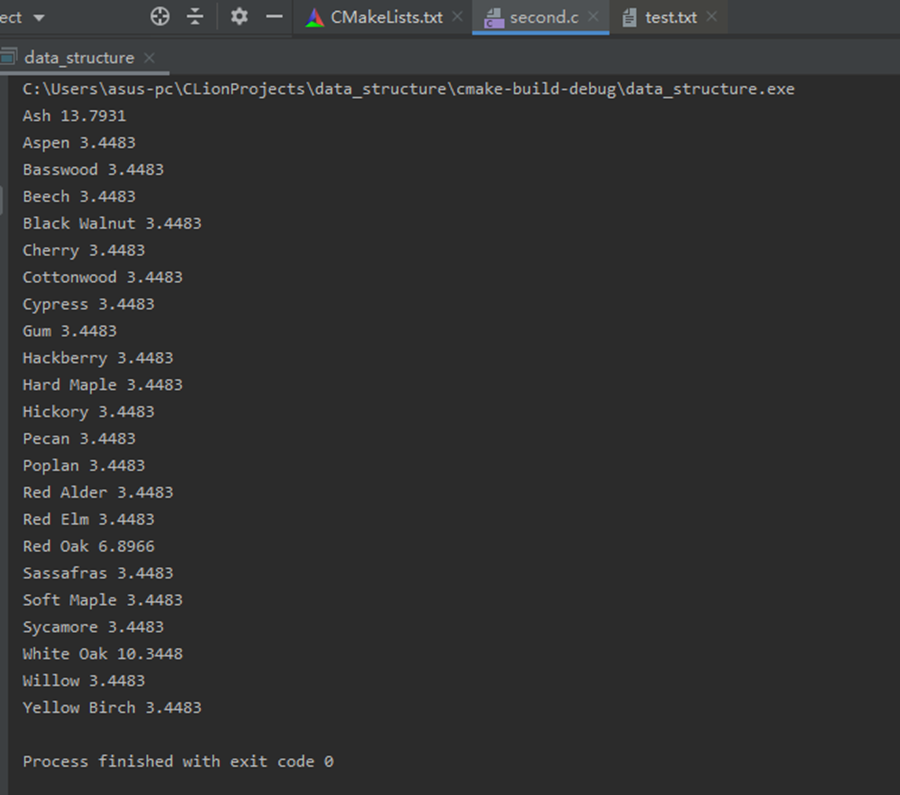 ect
CMakeLists.txt
second.c
test.txt
data_structure
C:\Users\asus-pc\CLionProjects\data_structure\cmake-build-debug\data_structure.exe
Ash 13.7931
Aspen 3.4483
Basswood 3.4483
Beech 3.4483
Black Walnut 3.4483
Cherry 3.4483
Cottonwood 3.4483
Cypress 3.4483
Gum 3.4483
Hackberry 3.4483
Hard Maple 3.4483
Hickory 3.4483
Pecan 3.4483
Poplan 3.4483
Red Alder 3.4483
Red Elm 3.4483
Red Oak 6.8966
Sassafras 3.4483
Soft Maple 3.4483
Sycamore 3.4483
White Oak 10.3448
Willow 3.4483
Yellow Birch 3.4483
Process finished with exit code 0